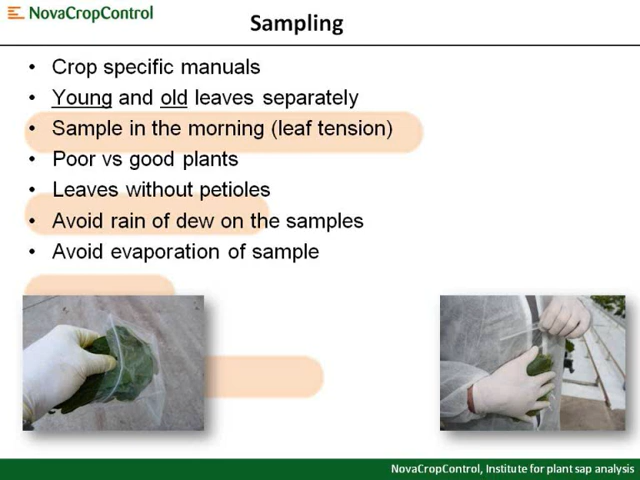 NovaCropControl
Sampling
• Crop specific manuals
• Young and old leaves separately
• Sample in the morning (leaf tension)
• Poor vs good plants
• Leaves without petioles
• Avoid rain of dew on the samples
• Avoid evaporation of sample
NovaCropControl, Institute for plant sap analysis